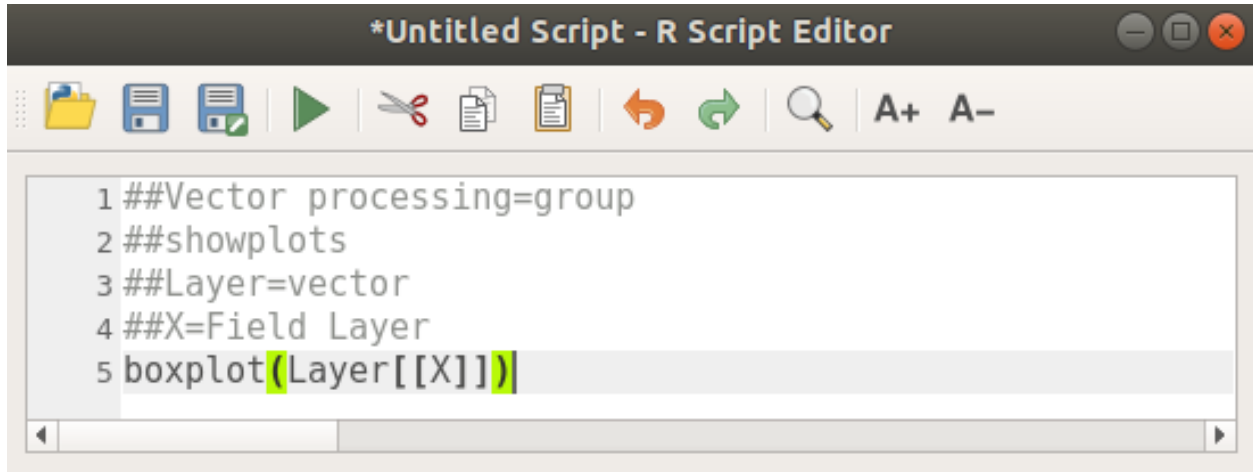 *Untitled Script - R Script Editor
A+ A-
1 ##Vector processing=group
2 ##showplots
3 ##Layer=vector
4 ##X=Field Layer
5 boxplot(Layer[[X]])